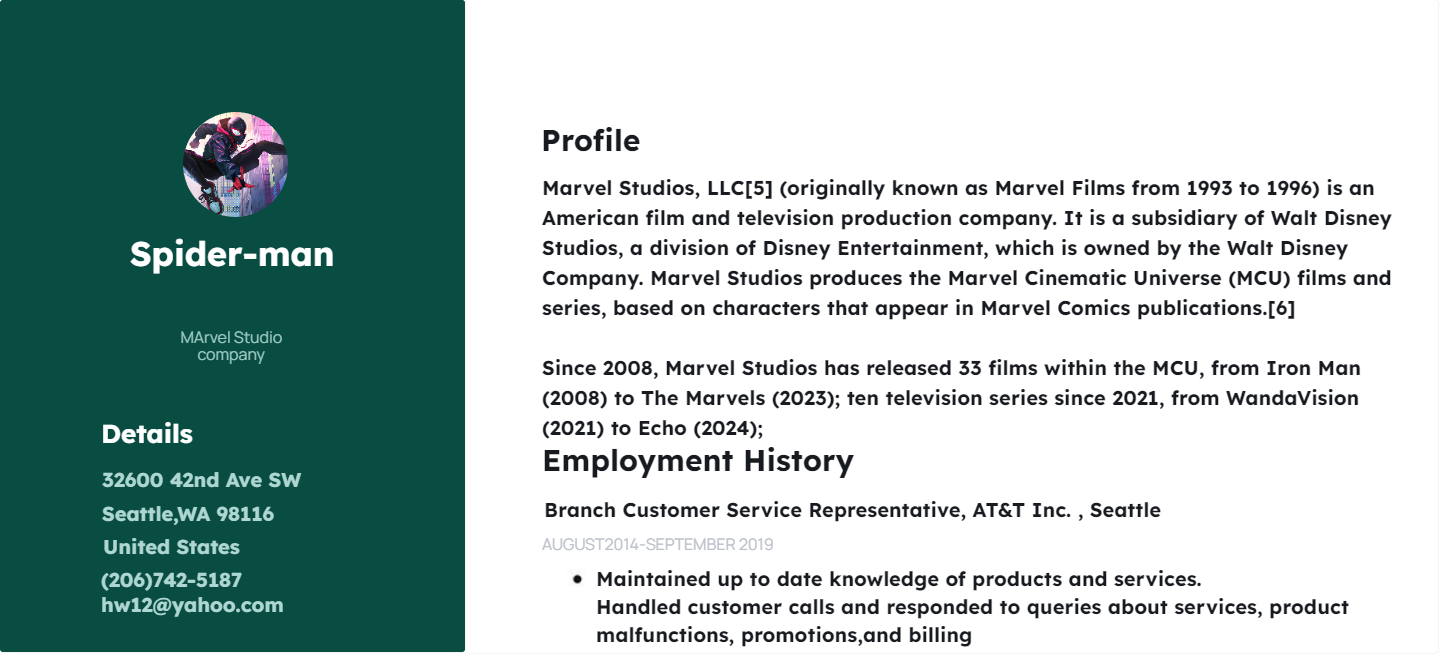 Spider-man
MArvel Studio
company
Details
32600 42nd Ave SW
Seattle,WA 98116
United States
(206)742-5187
hw12@yahoo.com
Profile
Marvel Studios, LLC[5] (originally known as Marvel Films from 1993 to 1996) is an
American film and television production company. It is a subsidiary of Walt Disney
Studios, a division of Disney Entertainment, which is owned by the Walt Disney
Company. Marvel Studios produces the Marvel Cinematic Universe (MCU) films and
series, based on characters that appear in Marvel Comics publications.[6]
Since 2008, Marvel Studios has released 33 films within the MCU, from Iron Man
(2008) to The Marvels (2023); ten television series since 2021, from WandaVision
(2021) to Echo (2024);
Employment History
Branch Customer Service Representative, AT&T Inc. , Seattle
AUGUST2014-SEPTEMBER 2019
• Maintained up to date knowledge of products and services.
Handled customer calls and responded to queries about services, product
malfunctions, promotions,and billing